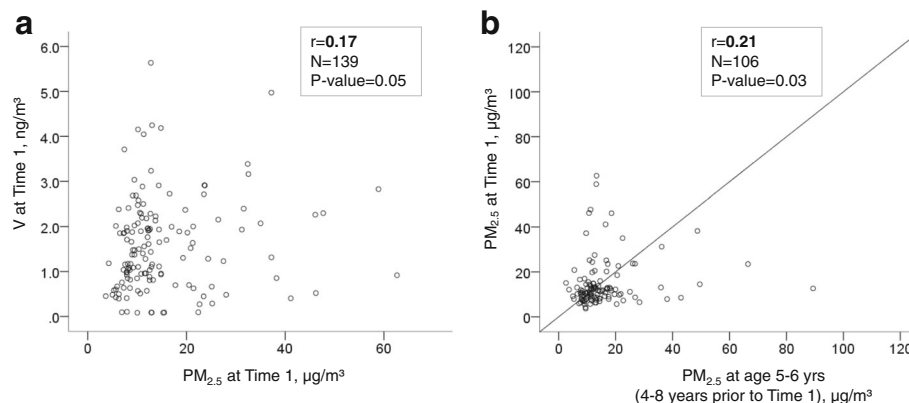 a
6.0
5.0
4.0
3.0
2.0
1.0
.0
V at Time 1, ng/m³
r=0.17
N=139
P-value=0.05
0 20 40 60
PM2.5 at Time 1, µg/m³
b
120
100
80
60
40
20
0
PM2.5 at Time 1, µg/m³
r=0.21
N=106
P-value=0.03
0 20 40 60 80 100 120
PM2.5 at age 5-6 yrs
(4-8 years prior to Time 1), µg/m³